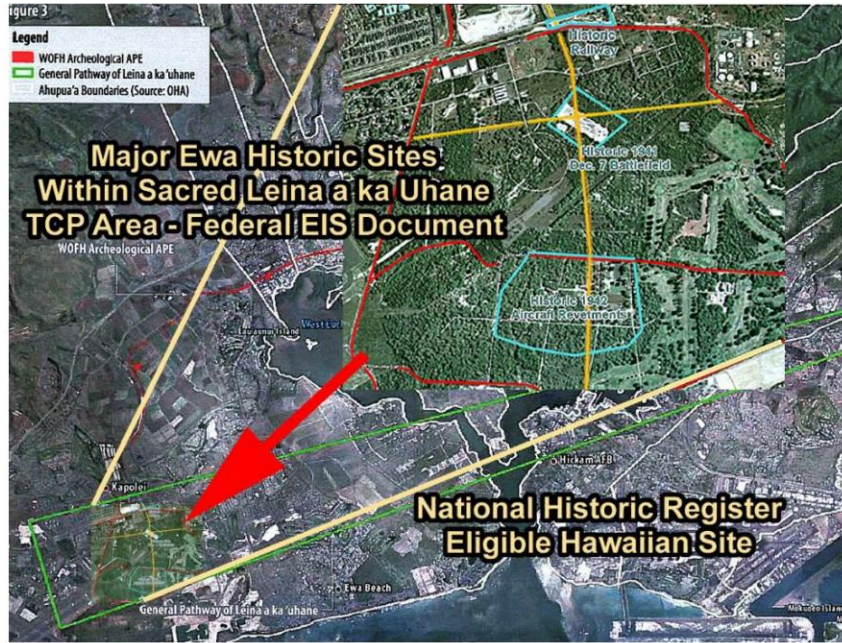 Figure 3
Legend
WOFH Archeological APE
General Pathway of Leina a ka 'uhane
Ahupua'a Boundaries (Source: OHA)
Historic
Railway
Historic 1941
Dec. 7 Battlefield
Major Ewa Historic Sites
Within Sacred Leina a ka Uhane
TCP Area - Federal EIS Document
WOFH Archeological APE
Historic 1942
Aircraft Revetments
Island
Kapolei
Hickam AFB
National Historic Register
Eligible Hawaiian Site
Ewa Beach
General Pathway of Leina a ka 'uhane